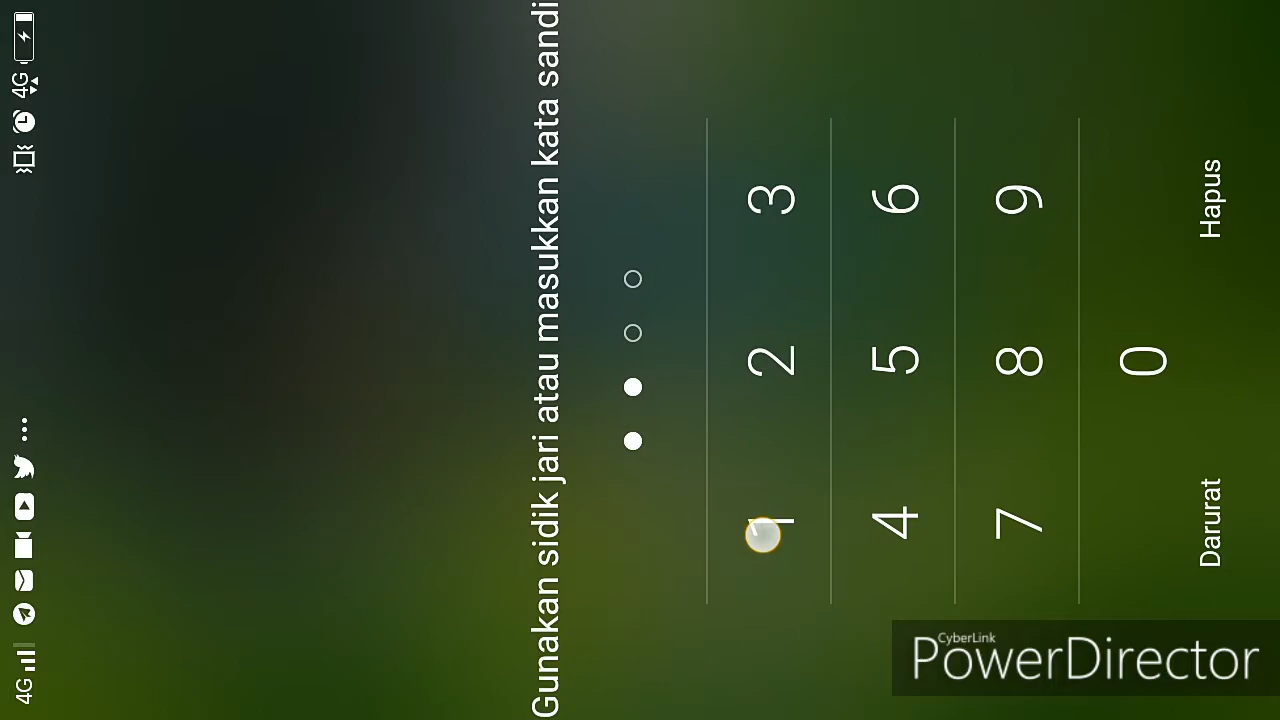 4G
4G
Gunakan sidik jari atau masukkan kata sandi
1 2 3
4 5 6
7 8 9
0
Darurat Hapus
CyberLink
PowerDirector